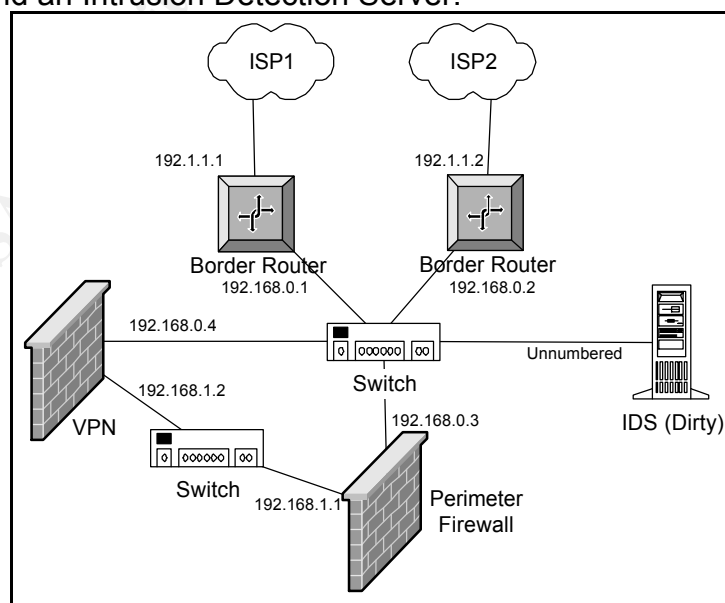 nd an Intrusion Detection Server.
ISP1
ISP2
192.1.1.1
192.1.1.2
Border Router
Border Router
192.168.0.1
192.168.0.2
192.168.0.4
Unnumbered
Switch
192.168.1.2
192.168.0.3
VPN
IDS (Dirty)
Switch
192.168.1.1
Perimeter
Firewall